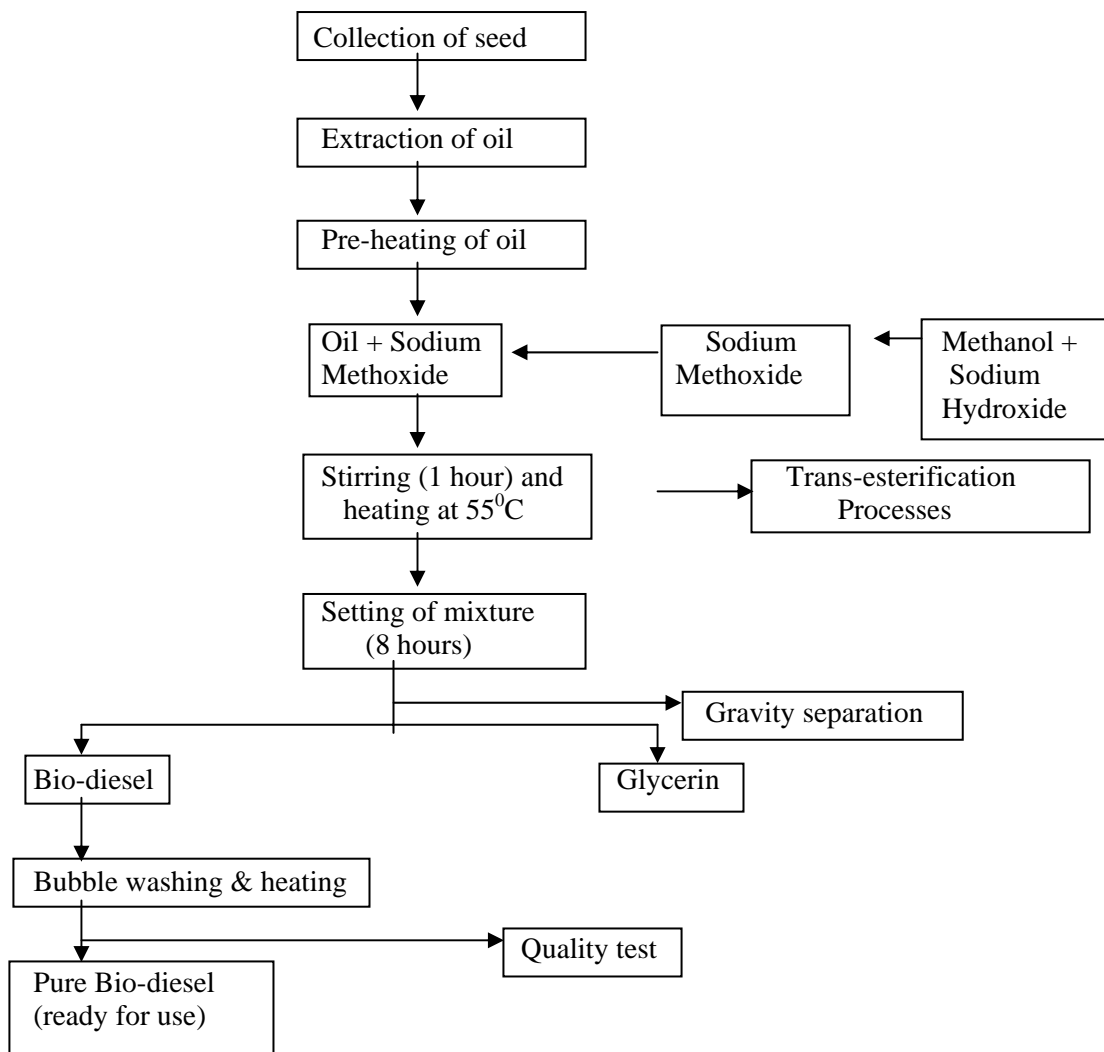 Collection of seed
Extraction of oil
Pre-heating of oil
Oil + Sodium
Methoxide
Sodium
Methoxide
Methanol +
Sodium
Hydroxide
Stirring (1 hour) and
heating at 55⁰C
Trans-esterification
Processes
Setting of mixture
(8 hours)
Gravity separation
Bio-diesel
Glycerin
Bubble washing & heating
Quality test
Pure Bio-diesel
(ready for use)